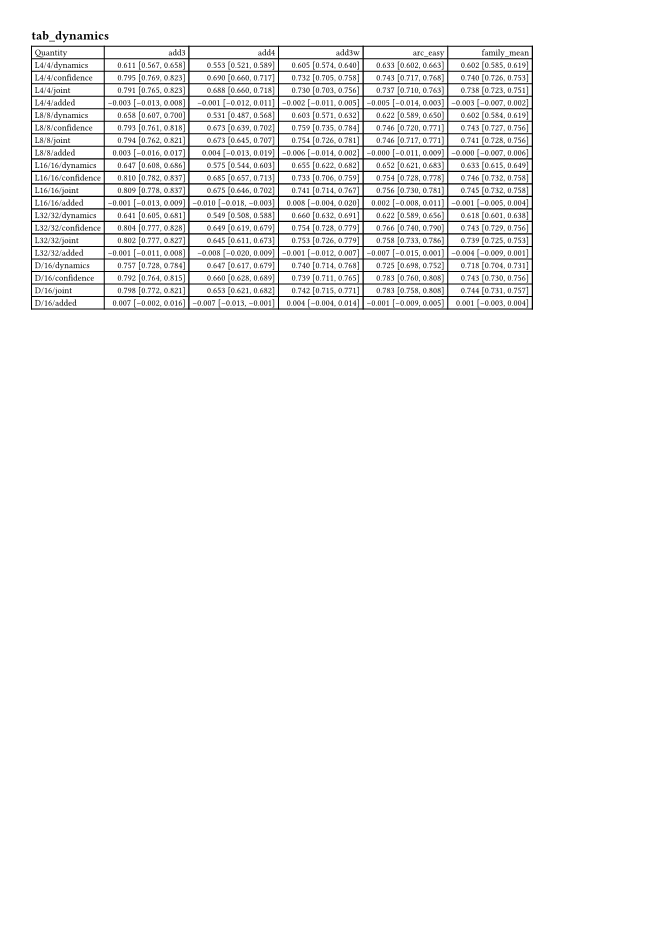 tab_dynamics
Quantity add3 add4 add3w arc_easy family_mean
L4/4/dynamics 0.611 [0.567, 0.658] 0.553 [0.521, 0.589] 0.605 [0.574, 0.640] 0.633 [0.602, 0.663] 0.602 [0.585, 0.619]
L4/4/confidence 0.795 [0.769, 0.823] 0.690 [0.660, 0.717] 0.732 [0.705, 0.758] 0.743 [0.717, 0.768] 0.740 [0.726, 0.753]
L4/4/joint 0.791 [0.765, 0.823] 0.688 [0.660, 0.718] 0.730 [0.703, 0.756] 0.737 [0.710, 0.763] 0.738 [0.723, 0.751]
L4/4/added −0.003 [−0.013, 0.008] −0.001 [−0.012, 0.011] −0.002 [−0.011, 0.005] −0.005 [−0.014, 0.003] −0.003 [−0.007, 0.002]
L8/8/dynamics 0.658 [0.607, 0.700] 0.531 [0.487, 0.568] 0.603 [0.571, 0.632] 0.622 [0.589, 0.650] 0.602 [0.584, 0.619]
L8/8/confidence 0.793 [0.761, 0.818] 0.673 [0.639, 0.702] 0.759 [0.735, 0.784] 0.746 [0.720, 0.771] 0.743 [0.727, 0.756]
L8/8/joint 0.794 [0.762, 0.821] 0.673 [0.645, 0.707] 0.754 [0.726, 0.781] 0.746 [0.717, 0.771] 0.741 [0.728, 0.756]
L8/8/added 0.003 [−0.016, 0.017] 0.004 [−0.013, 0.019] −0.006 [−0.014, 0.002] −0.000 [−0.011, 0.009] −0.000 [−0.007, 0.006]
L16/16/dynamics 0.647 [0.608, 0.686] 0.575 [0.544, 0.603] 0.655 [0.622, 0.682] 0.652 [0.621, 0.683] 0.633 [0.615, 0.649]
L16/16/confidence 0.810 [0.782, 0.837] 0.685 [0.657, 0.713] 0.733 [0.706, 0.759] 0.754 [0.728, 0.778] 0.746 [0.732, 0.758]
L16/16/joint 0.809 [0.778, 0.837] 0.675 [0.646, 0.702] 0.741 [0.714, 0.767] 0.756 [0.730, 0.781] 0.745 [0.732, 0.758]
L16/16/added −0.001 [−0.013, 0.009] −0.010 [−0.018, −0.003] 0.008 [−0.004, 0.020] 0.002 [−0.008, 0.011] −0.001 [−0.005, 0.004]
L32/32/dynamics 0.641 [0.605, 0.681] 0.549 [0.508, 0.588] 0.660 [0.632, 0.691] 0.622 [0.589, 0.656] 0.618 [0.601, 0.638]
L32/32/confidence 0.804 [0.777, 0.828] 0.649 [0.619, 0.679] 0.754 [0.728, 0.779] 0.766 [0.740, 0.790] 0.743 [0.729, 0.756]
L32/32/joint 0.802 [0.777, 0.827] 0.645 [0.611, 0.673] 0.753 [0.726, 0.779] 0.758 [0.733, 0.786] 0.739 [0.725, 0.753]
L32/32/added −0.001 [−0.011, 0.008] −0.008 [−0.020, 0.009] −0.001 [−0.012, 0.007] −0.007 [−0.015, 0.001] −0.004 [−0.009, 0.001]
D/16/dynamics 0.757 [0.728, 0.784] 0.647 [0.617, 0.679] 0.740 [0.714, 0.768] 0.725 [0.698, 0.752] 0.718 [0.704, 0.731]
D/16/confidence 0.792 [0.764, 0.815] 0.660 [0.628, 0.689] 0.739 [0.711, 0.765] 0.783 [0.760, 0.808] 0.743 [0.730, 0.756]
D/16/joint 0.798 [0.772, 0.821] 0.653 [0.621, 0.682] 0.742 [0.715, 0.771] 0.783 [0.758, 0.808] 0.744 [0.731, 0.757]
D/16/added 0.007 [−0.002, 0.016] −0.007 [−0.013, −0.001] 0.004 [−0.004, 0.014] −0.001 [−0.009, 0.005] 0.001 [−0.003, 0.004]